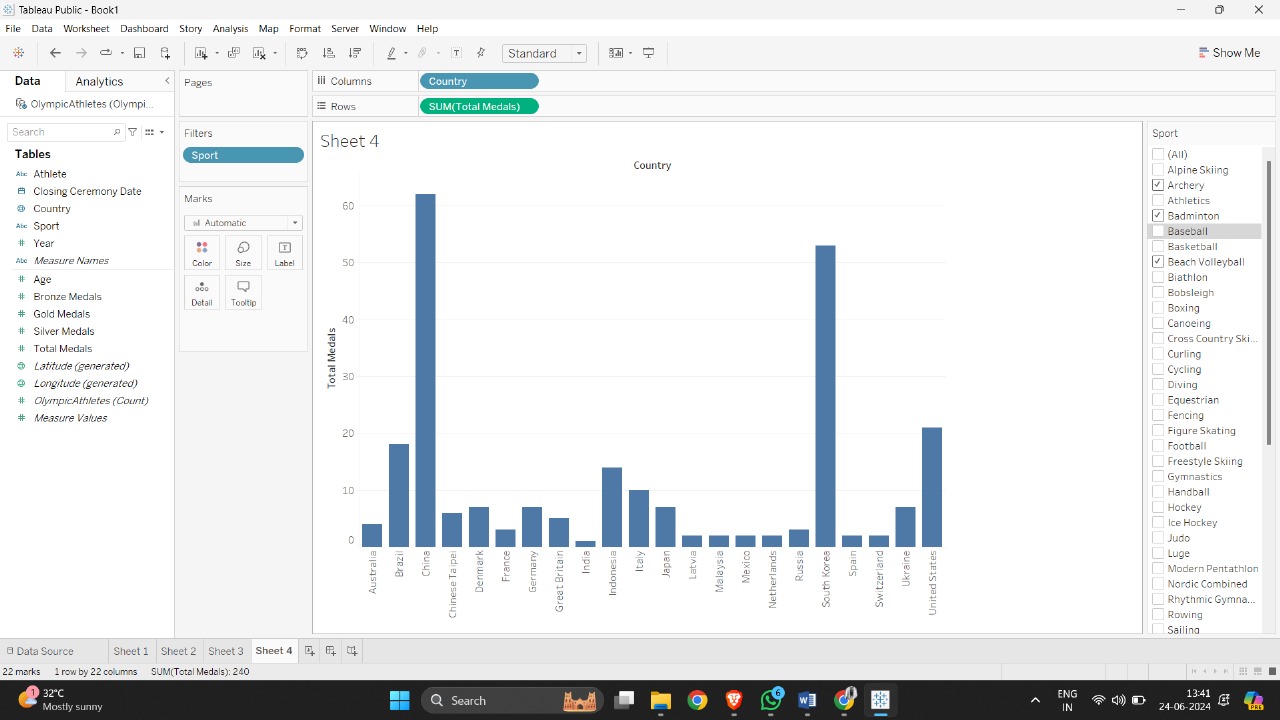 Tableau Public - Book1
File Data Worksheet Dashboard Story Analysis Map Format Server Window Help
Standard
Show Me
Data Analytics
OlympicAthletes (Olympi...
Search
Tables
Abc Athlete
Closing Ceremony Date
Country
Abc Sport
# Year
Abc Measure Names
# Age
# Bronze Medals
# Gold Medals
# Silver Medals
# Total Medals
Latitude (generated)
Longitude (generated)
# OlympicAthletes (Count)
# Measure Values
Pages
Filters
Sport
Marks
Automatic
Color Size Label
Detail Tooltip
Columns Country
Rows SUM(Total Medals)
Sheet 4
Country
Total Medals
60
50
40
30
20
10
0
Australia
Brazil
China
Chinese Taipei
Denmark
France
Germany
Great Britain
India
Indonesia
Italy
Japan
Latvia
Malaysia
Mexico
Netherlands
Russia
South Korea
Spain
Switzerland
Ukraine
United States
Sport
(All)
Alpine Skiing
Archery
Athletics
Badminton
Baseball
Basketball
Beach Volleyball
Biathlon
Bobsleigh
Boxing
Canoeing
Cross Country Ski...
Curling
Cycling
Diving
Equestrian
Fencing
Figure Skating
Football
Freestyle Skiing
Gymnastics
Handball
Hockey
Ice Hockey
Judo
Luge
Modern Pentathlon
Nordic Combined
Rhythmic Gymna...
Rowing
Sailing
Data Source Sheet 1 Sheet 2 Sheet 3 Sheet 4
22 marks 1 row by 22 columns SUM(Total Medals): 240
1
32°C
Mostly sunny
Search
6
ENG
IN
13:41
24-06-2024